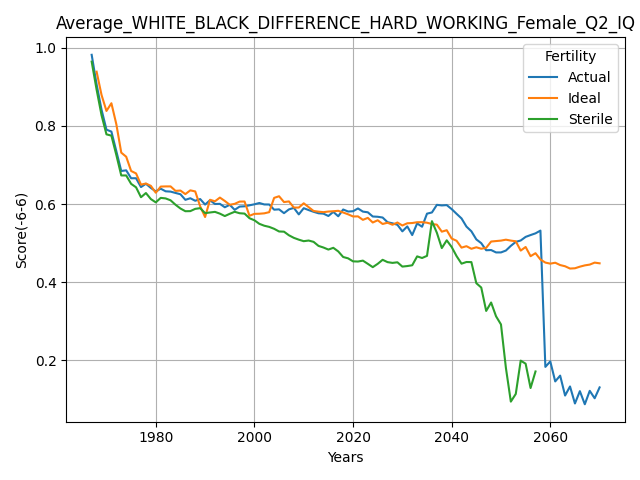 Average_WHITE_BLACK_DIFFERENCE_HARD_WORKING_Female_Q2_IQ
Fertility
Actual
Ideal
Sterile
Score(-6-6)
1.0
0.8
0.6
0.4
0.2
1980
2000
2020
2040
2060
Years